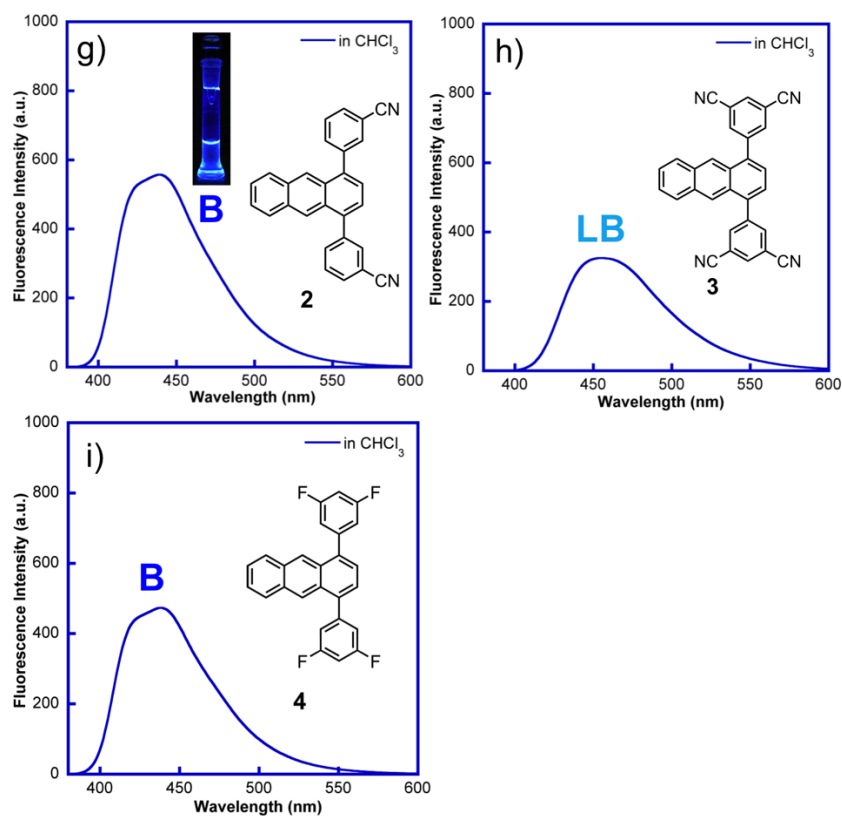 g)
in CHCl3
1000
800
600
400
200
0
400
450
500
550
600
Fluorescence Intensity (a.u.)
Wavelength (nm)
B
CN
CN
2
h)
in CHCl3
1000
800
600
400
200
0
400
450
500
550
600
Fluorescence Intensity (a.u.)
Wavelength (nm)
LB
NC
CN
NC
CN
3
i)
in CHCl3
1000
800
600
400
200
0
400
450
500
550
600
Fluorescence Intensity (a.u.)
Wavelength (nm)
B
F
F
F
F
4